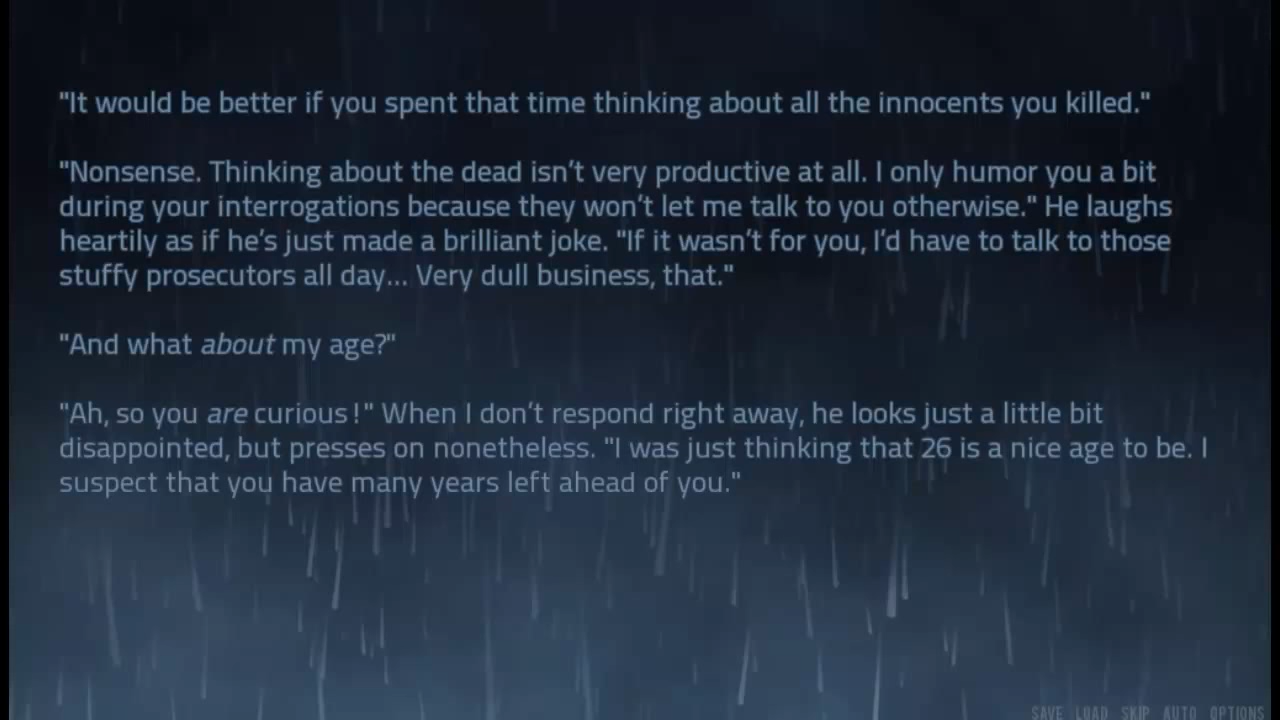 "It would be better if you spent that time thinking about all the innocents you killed."
"Nonsense. Thinking about the dead isn’t very productive at all. I only humor you a bit
during your interrogations because they won’t let me talk to you otherwise." He laughs
heartily as if he’s just made a brilliant joke. "If it wasn’t for you, I’d have to talk to those
stuffy prosecutors all day... Very dull business, that."
"And what about my age?"
"Ah, so you are curious!" When I don’t respond right away, he looks just a little bit
disappointed, but presses on nonetheless. "I was just thinking that 26 is a nice age to be. I
suspect that you have many years left ahead of you."
SAVE LOAD SKIP AUTO OPTIONS